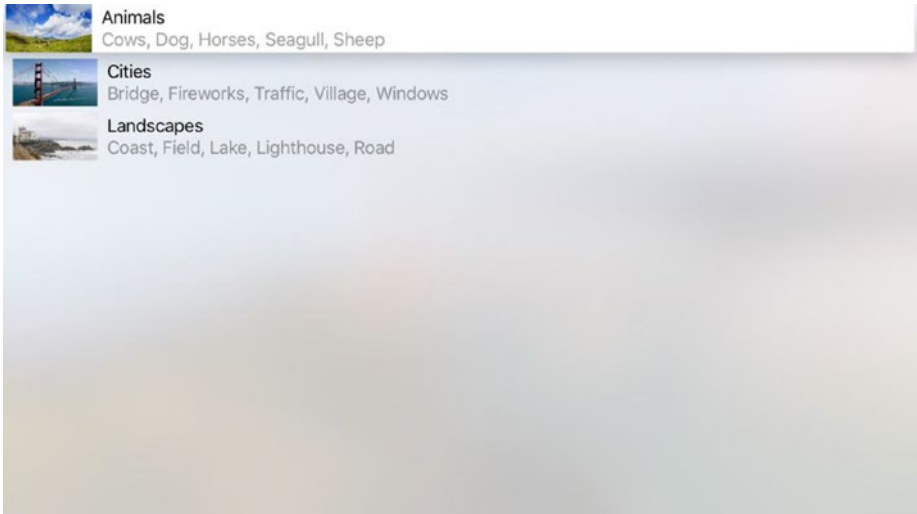 Animals
Cows, Dog, Horses, Seagull, Sheep
Cities
Bridge, Fireworks, Traffic, Village, Windows
Landscapes
Coast, Field, Lake, Lighthouse, Road